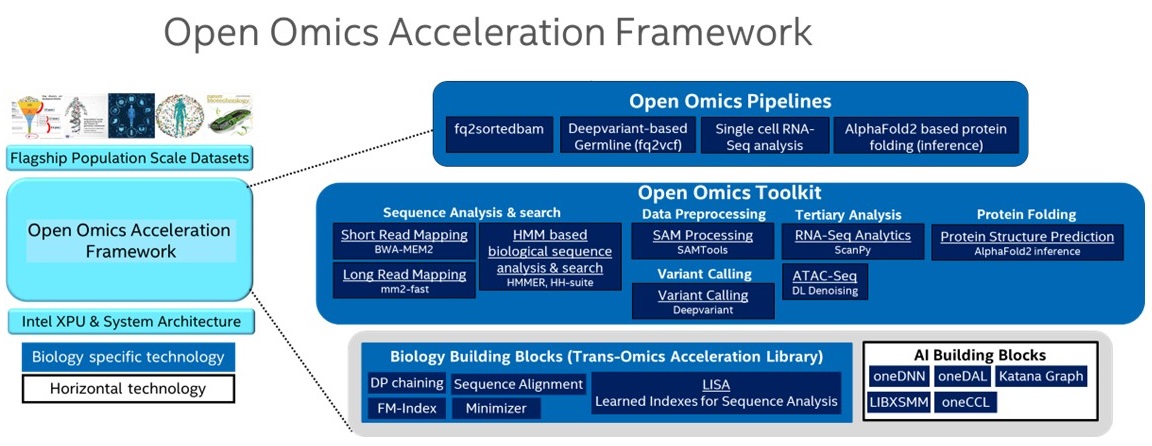 Open Omics Acceleration Framework
Flagship Population Scale Datasets
Open Omics Acceleration
Framework
Intel XPU & System Architecture
Biology specific technology
Horizontal technology
Open Omics Pipelines
fq2sortedbam
Deepvariant-based
Germline (fq2vcf)
Single cell RNA-
Seq analysis
AlphaFold2 based protein
folding (inference)
Open Omics Toolkit
Sequence Analysis & search
Short Read Mapping
BWA-MEM2
Long Read Mapping
mm2-fast
HMM based
biological sequence
analysis & search
HMMER, HH-suite
Data Preprocessing
SAM Processing
SAMTools
Variant Calling
Variant Calling
Deepvariant
Tertiary Analysis
RNA-Seq Analytics
ScanPy
ATAC-Seq
DL Denoising
Protein Folding
Protein Structure Prediction
AlphaFold2 inference
Biology Building Blocks (Trans-Omics Acceleration Library)
DP chaining
Sequence Alignment
FM-Index
Minimizer
LISA
Learned Indexes for Sequence Analysis
AI Building Blocks
oneDNN
oneDAL
Katana Graph
LIBXSMM
oneCCL